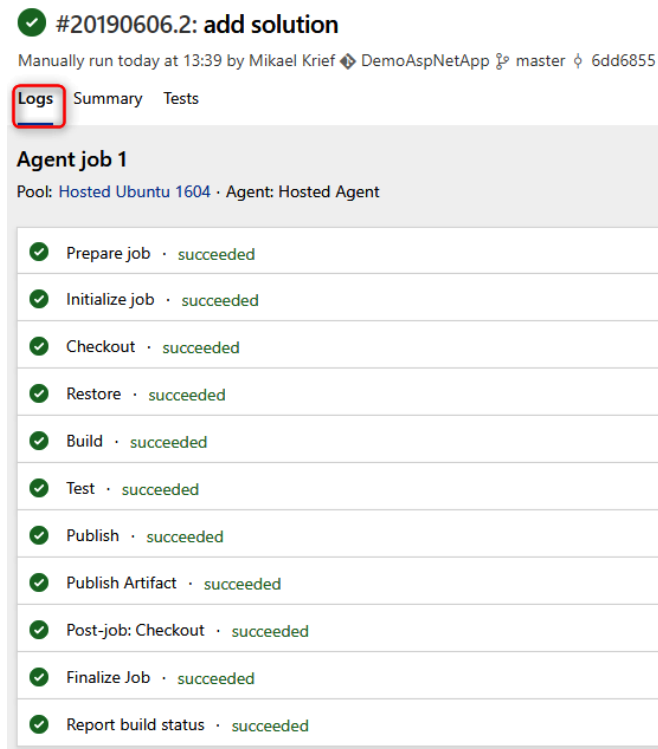 #20190606.2: add solution
Manually run today at 13:39 by Mikael Krief DemoAspNetApp master 6dd6855
Logs Summary Tests
Agent job 1
Pool: Hosted Ubuntu 1604 · Agent: Hosted Agent
Prepare job · succeeded
Initialize job · succeeded
Checkout · succeeded
Restore · succeeded
Build · succeeded
Test · succeeded
Publish · succeeded
Publish Artifact · succeeded
Post-job: Checkout · succeeded
Finalize Job · succeeded
Report build status · succeeded